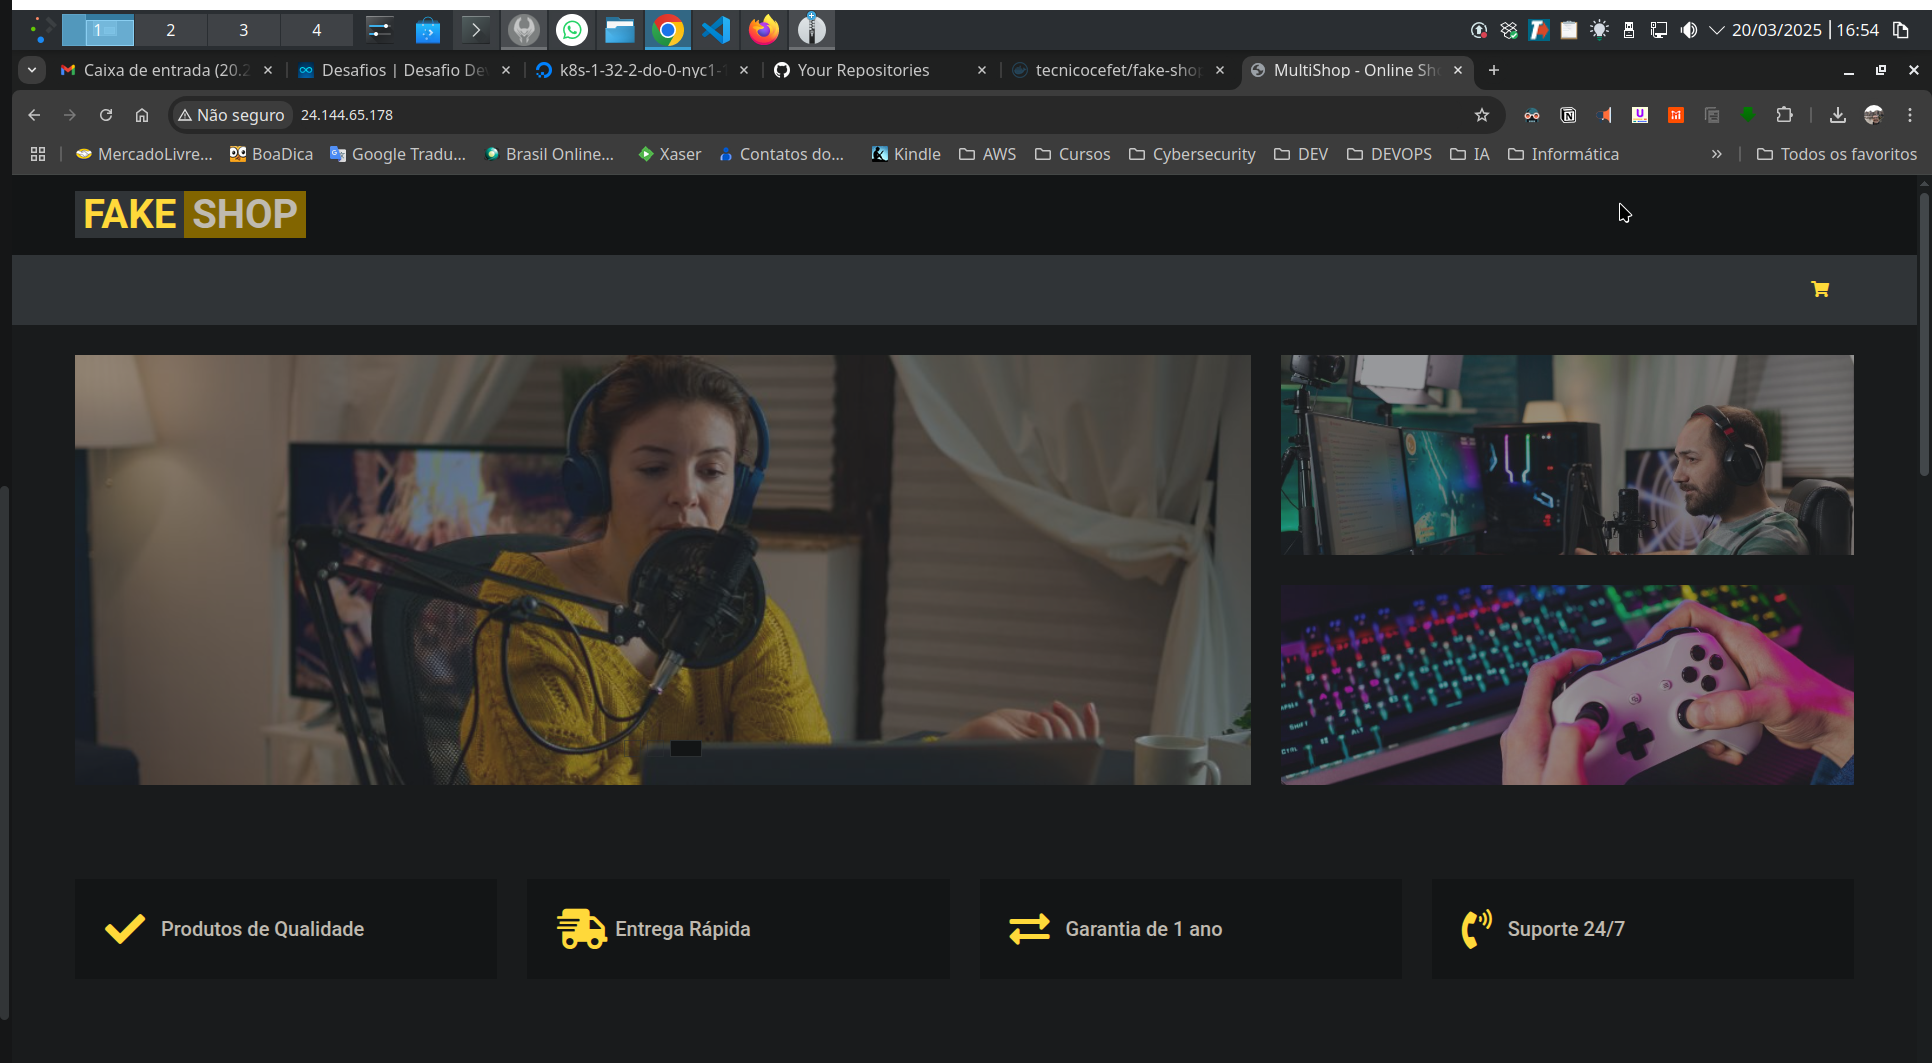 1 2 3 4 20/03/2025 16:54
Caixa de entrada (20.2 Desafios | Desafio De k8s-1-32-2-do-0-nyc1-1 Your Repositories tecnicocefet/fake-shop MultiShop - Online Sh
Não seguro 24.144.65.178
MercadoLivre... BoaDica Google Tradu... Brasil Online... Xaser Contatos do... Kindle AWS Cursos Cybersecurity DEV DEVOPS IA Informática » Todos os favoritos
FAKE SHOP
Produtos de Qualidade Entrega Rápida Garantia de 1 ano Suporte 24/7